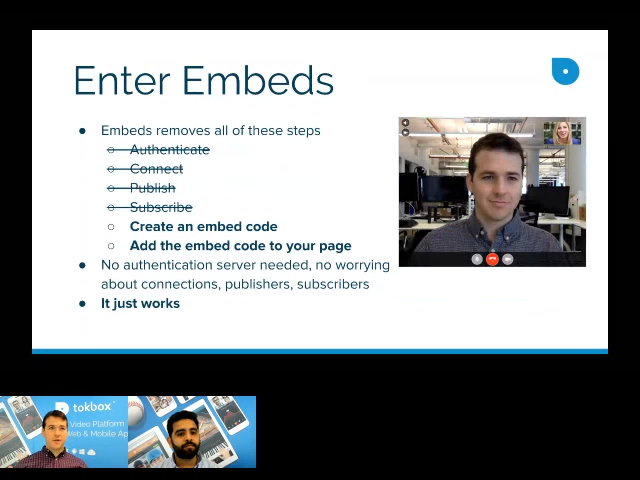 Enter Embeds
● Embeds removes all of these steps
○ Authenticate
○ Connect
○ Publish
○ Subscribe
○ Create an embed code
○ Add the embed code to your page
● No authentication server needed, no worrying
about connections, publishers, subscribers
● It just works
tokbox
Video Platform
Web & Mobile Ap